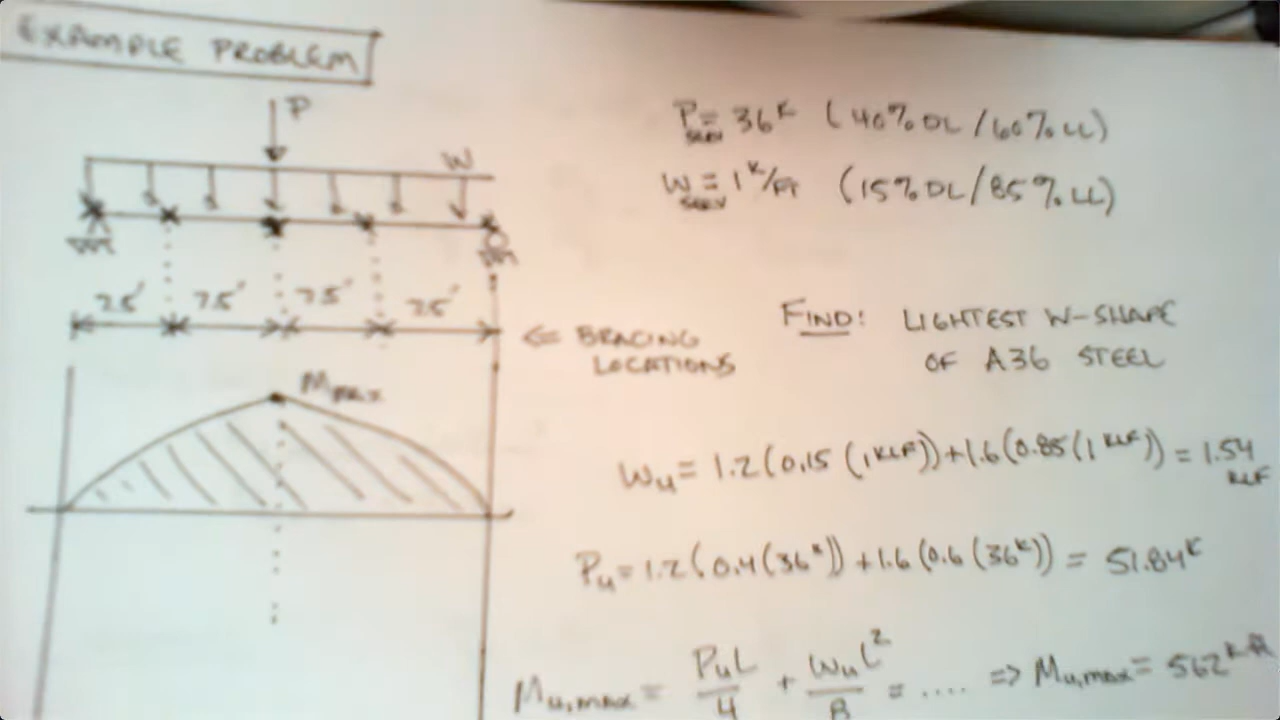 EXAMPLE PROBLEM
P
W
7.5' 7.5' 7.5' 7.5'
⇐ BRACING
LOCATIONS
Mmax
P = 36ᴷ (40% DL / 60% LL)
SERV
W = 1 ᴷ/FT (15% DL / 85% LL)
SERV
FIND: LIGHTEST W-SHAPE
OF A36 STEEL
Wu = 1.2(0.15 (1 KLF)) + 1.6(0.85(1 KLF)) = 1.54
KLF
Pu = 1.2(0.4(36ᴷ)) + 1.6(0.6(36ᴷ)) = 51.84ᴷ
Mu,max = PuL/4 + WuL²/8 = .... ⇒ Mu,max = 562 ᴷ⁻ᶠᵗ